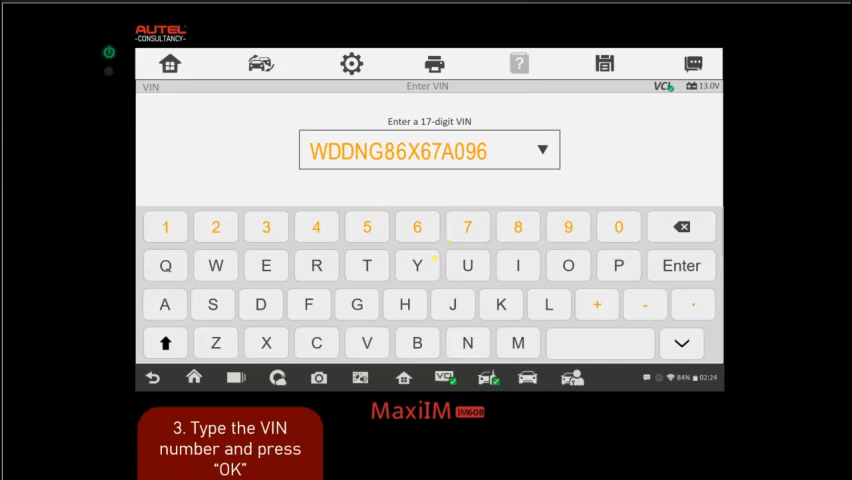 AUTEL
-CONSULTANCY-
?
VIN
Enter VIN
VCI
13.0V
Enter a 17-digit VIN
WDDNG86X67A096
1 2 3 4 5 6 7 8 9 0
Q W E R T Y U I O P Enter
A S D F G H J K L + - ·
Z X C V B N M
VCI
84% 02:24
MaxiIM IM608
3. Type the VIN
number and press
“OK”